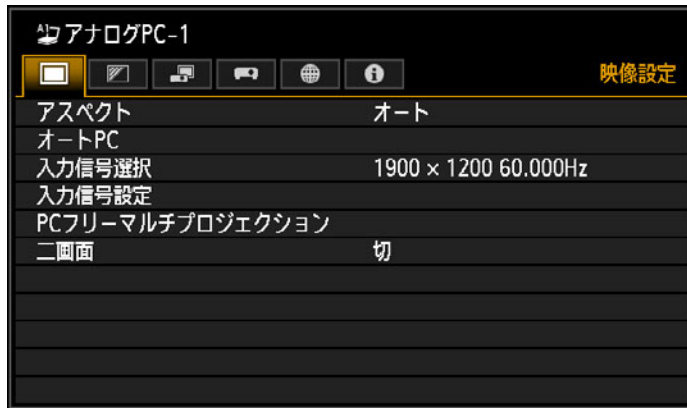 アナログPC-1
映像設定
アスペクト オート
オートPC
入力信号選択 1900 × 1200 60.000Hz
入力信号設定
PCフリーマルチプロジェクション
二画面 切